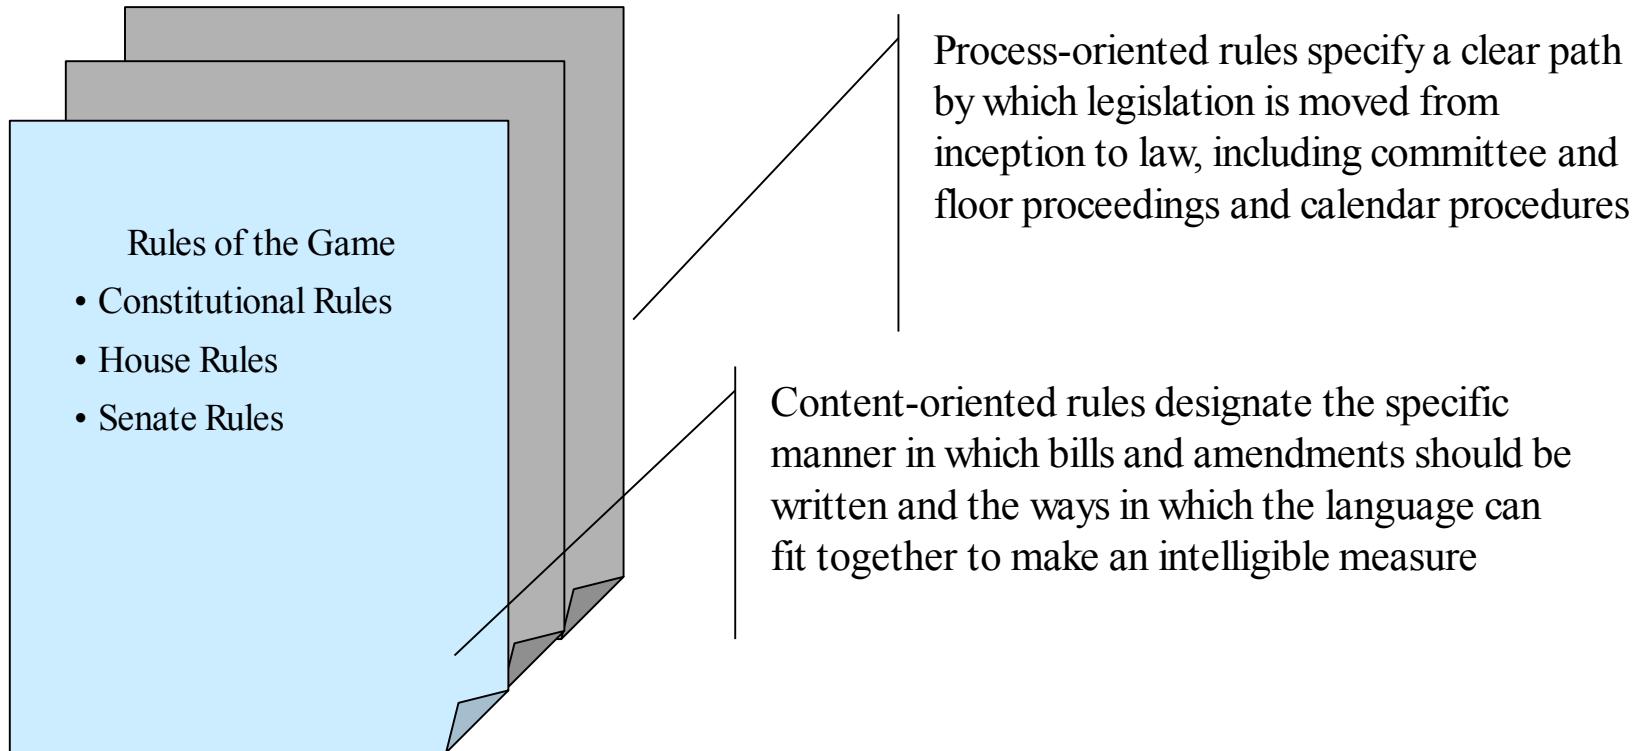 Rules of the Game
• Constitutional Rules
• House Rules
• Senate Rules
Process-oriented rules specify a clear path
by which legislation is moved from
inception to law, including committee and
floor proceedings and calendar procedures
Content-oriented rules designate the specific
manner in which bills and amendments should be
written and the ways in which the language can
fit together to make an intelligible measure